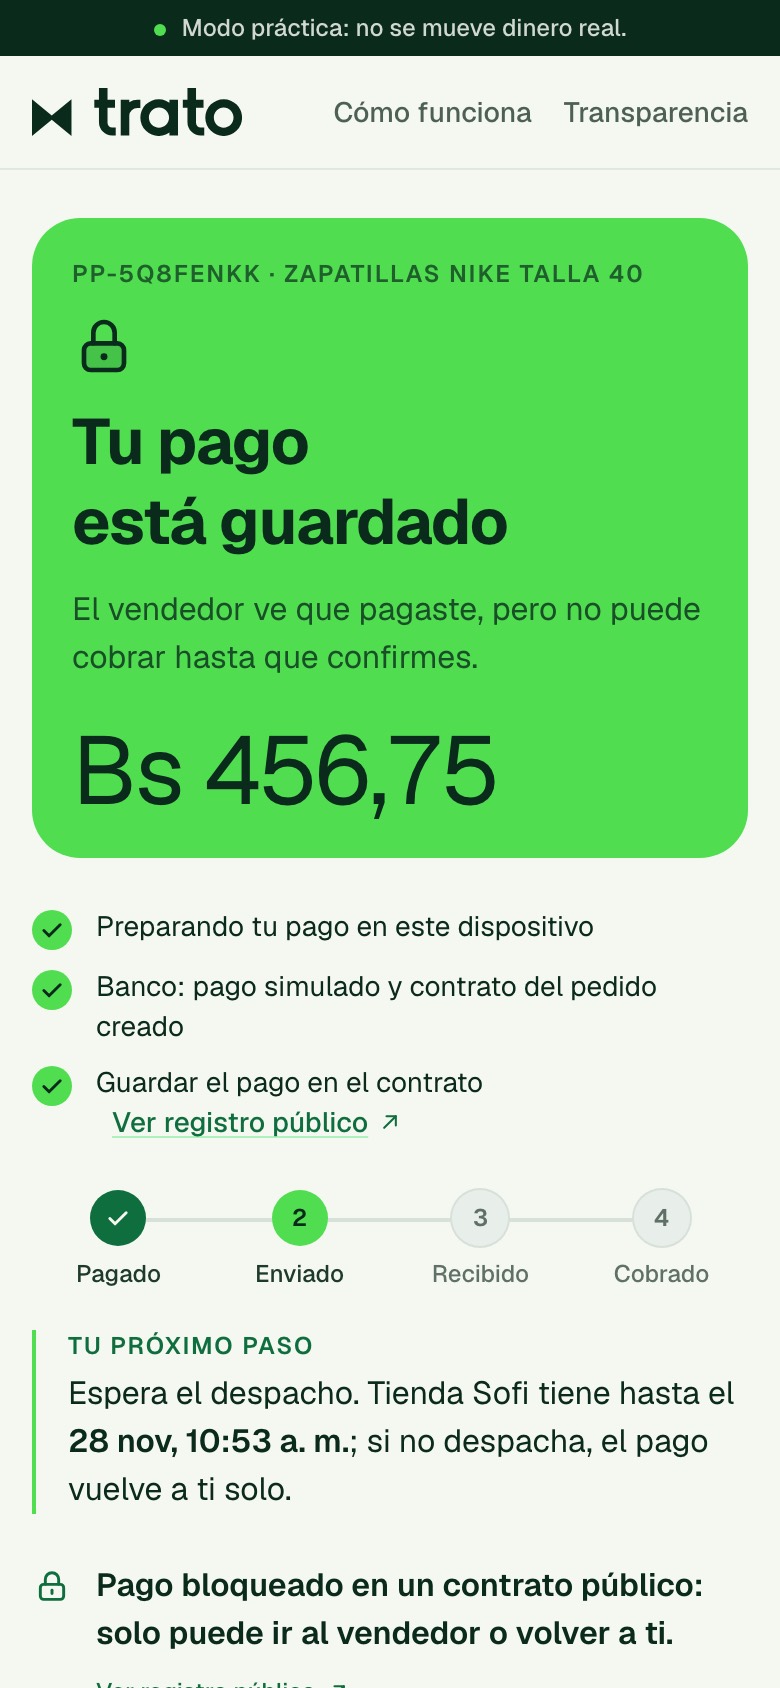 Modo práctica: no se mueve dinero real.
trato
Cómo funciona
Transparencia
PP-5Q8FENKK · ZAPATILLAS NIKE TALLA 40
Tu pago
está guardado
El vendedor ve que pagaste, pero no puede
cobrar hasta que confirmes.
Bs 456,75
Preparando tu pago en este dispositivo
Banco: pago simulado y contrato del pedido
creado
Guardar el pago en el contrato
Ver registro público ↗
2
3
4
Pagado
Enviado
Recibido
Cobrado
TU PRÓXIMO PASO
Espera el despacho. Tienda Sofi tiene hasta el
28 nov, 10:53 a. m.; si no despacha, el pago
vuelve a ti solo.
Pago bloqueado en un contrato público:
solo puede ir al vendedor o volver a ti.
Ver registro público ↗